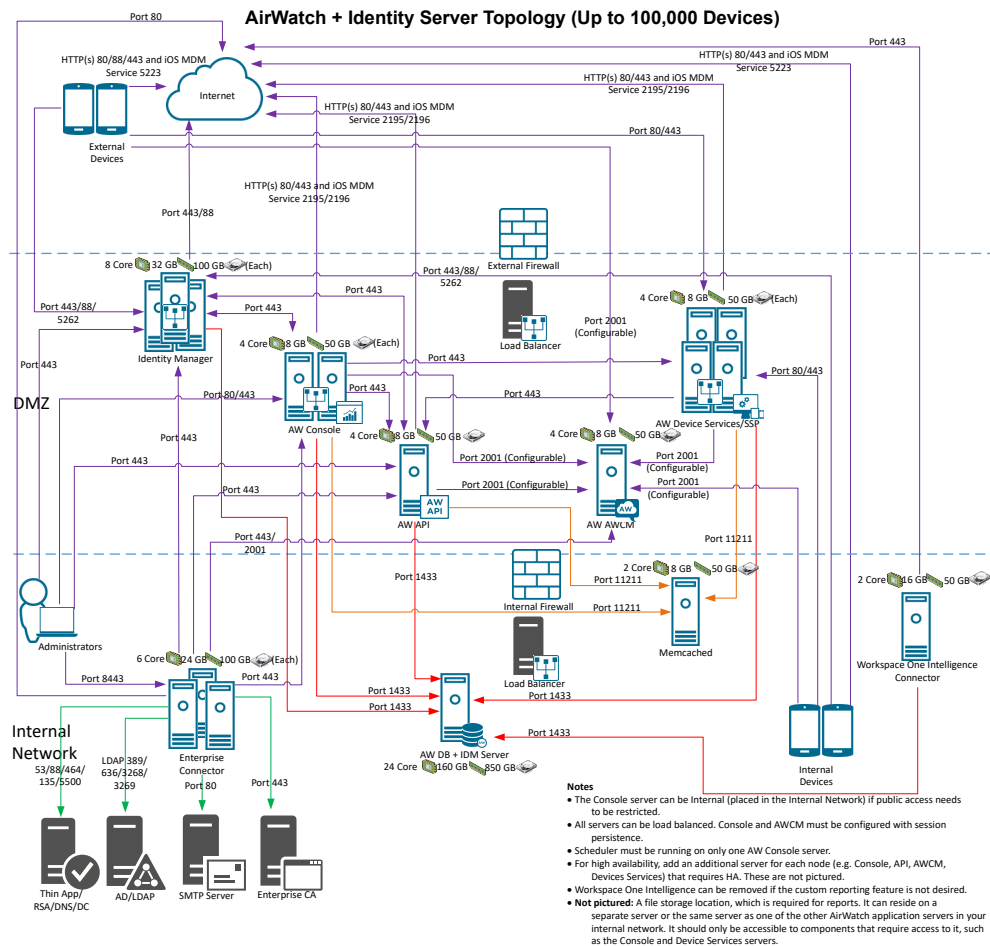 AirWatch + Identity Server Topology (Up to 100,000 Devices)
Port 80
Port 443
HTTP(s) 80/88/443 and iOS MDM
Service 5223
HTTP(s) 80/443 and iOS MDM
Service 5223
HTTP(s) 80/443 and iOS MDM
Service 2195/2196
Internet
HTTP(s) 80/443 and iOS MDM
Service 2195/2196
External
Devices
Port 80/443
HTTP(s) 80/443 and iOS MDM
Service 2195/2196
Port 443/88
External Firewall
8 Core 32 GB 100 GB (Each)
Port 443/88/
5262
Port 443
4 Core 8 GB 50 GB (Each)
Port 443/88/
5262
Port 443
Port 2001
(Configurable)
Load Balancer
4 Core 8 GB 50 GB (Each)
Identity Manager
Port 443
Port 443
Port 443
Port 80/443
DMZ
Port 80/443
Port 443
AW Console
AW Device Services/SSP
4 Core 8 GB 50 GB
4 Core 8 GB 50 GB
Port 443
Port 443
Port 2001 (Configurable)
Port 2001
(Configurable)
Port 443
Port 2001 (Configurable)
Port 2001
(Configurable)
AW
API
AW
AW API
AW AWCM
Port 443/
2001
Port 11211
Port 1433
2 Core 8 GB 50 GB
2 Core 16 GB 50 GB
Port 11211
Internal Firewall
Port 11211
Administrators
Memcached
6 Core 24 GB 100 GB (Each)
Port 8443
Port 443
Load Balancer
Workspace One Intelligence
Connector
Port 1433
Port 1433
Port 1433
Internal
Network
Port 1433
Enterprise
Connector
AW DB + IDM Server
24 Core 160 GB 850 GB
Internal
Devices
53/88/464/
135/5500
LDAP 389/
636/3268/
3269
Port 80
Port 443
Thin App/
RSA/DNS/DC
AD/LDAP
SMTP Server
Enterprise CA
Notes
• The Console server can be Internal (placed in the Internal Network) if public access needs
to be restricted.
• All servers can be load balanced. Console and AWCM must be configured with session
persistence.
• Scheduler must be running on only one AW Console server.
• For high availability, add an additional server for each node (e.g. Console, API, AWCM,
Devices Services) that requires HA. These are not pictured.
• Workspace One Intelligence can be removed if the custom reporting feature is not desired.
• Not pictured: A file storage location, which is required for reports. It can reside on a
separate server or the same server as one of the other AirWatch application servers in your
internal network. It should only be accessible to components that require access to it, such
as the Console and Device Services servers.